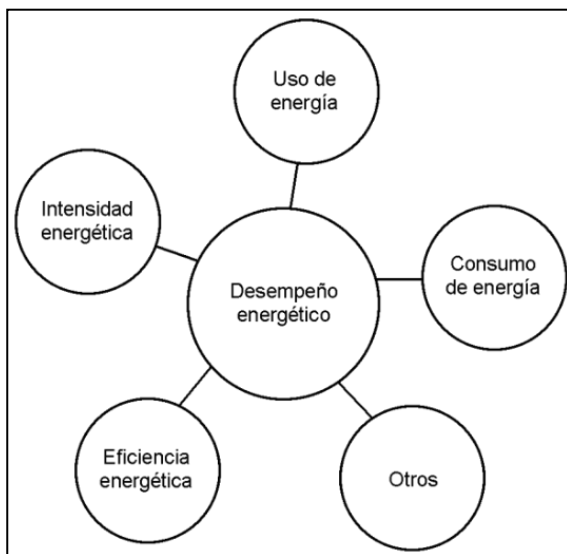 Uso de
energía
Intensidad
energética
Consumo
de energía
Desempeño
energético
Eficiencia
energética
Otros